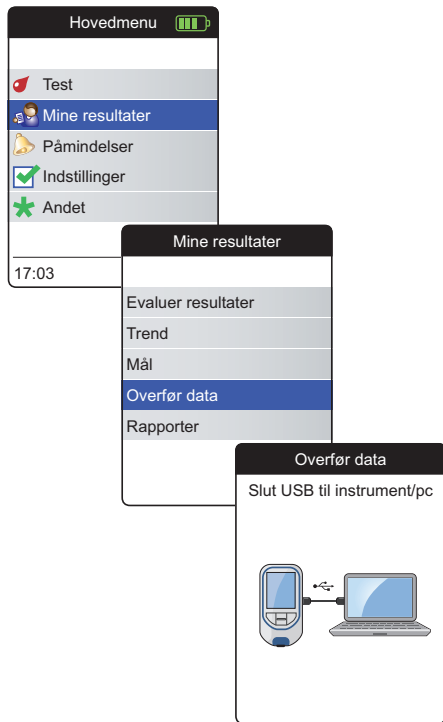 Hovedmenu
Test
Mine resultater
Påmindelser
Indstillinger
Andet
17:03
Mine resultater
Evaluer resultater
Trend
Mål
Overfør data
Rapporter
Overfør data
Slut USB til instrument/pc